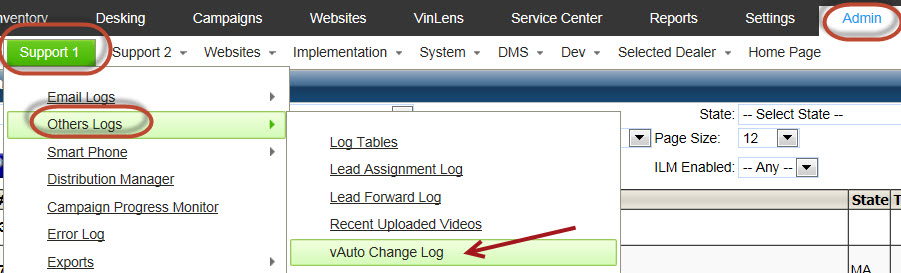 nventory Desking Campaigns Websites VinLens Service Center Reports Settings Admin
Support 1 Support 2 Websites Implementation System DMS Dev Selected Dealer Home Page
Email Logs
State: -- Select State --
Others Logs
Log Tables
Page Size: 12
Smart Phone
Lead Assignment Log
ILM Enabled: -- Any --
Distribution Manager
Lead Forward Log
State T
Campaign Progress Monitor
Recent Uploaded Videos
Error Log
vAuto Change Log
Exports
MA